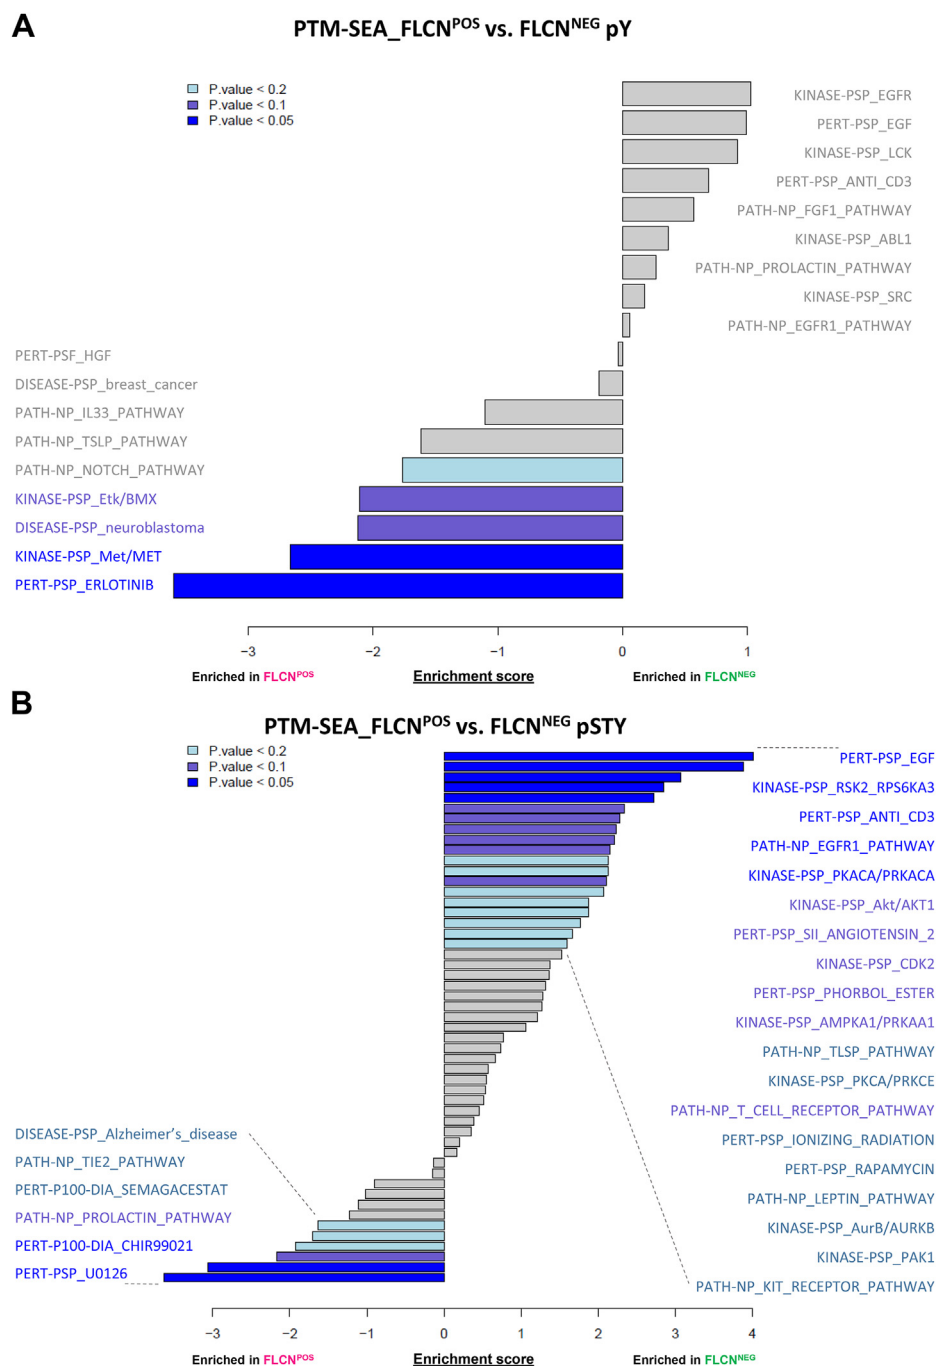 A
PTM-SEA_FLCNPOS vs. FLCNNEG pY
P.value < 0.2
P.value < 0.1
P.value < 0.05
KINASE-PSP_EGFR
PERT-PSP_EGF
KINASE-PSP_LCK
PERT-PSP_ANTI_CD3
PATH-NP_FGF1_PATHWAY
KINASE-PSP_ABL1
PATH-NP_PROLACTIN_PATHWAY
KINASE-PSP_SRC
PATH-NP_EGFR1_PATHWAY
PERT-PSF_HGF
DISEASE-PSP_breast_cancer
PATH-NP_IL33_PATHWAY
PATH-NP_TSLP_PATHWAY
PATH-NP_NOTCH_PATHWAY
KINASE-PSP_Etk/BMX
DISEASE-PSP_neuroblastoma
KINASE-PSP_Met/MET
PERT-PSP_ERLOTINIB
−3 −2 −1 0 1
Enriched in FLCNPOS Enrichment score Enriched in FLCNNEG
B
PTM-SEA_FLCNPOS vs. FLCNNEG pSTY
P.value < 0.2
P.value < 0.1
P.value < 0.05
PERT-PSP_EGF
KINASE-PSP_RSK2_RPS6KA3
PERT-PSP_ANTI_CD3
PATH-NP_EGFR1_PATHWAY
KINASE-PSP_PKACA/PRKACA
KINASE-PSP_Akt/AKT1
PERT-PSP_SII_ANGIOTENSIN_2
KINASE-PSP_CDK2
PERT-PSP_PHORBOL_ESTER
KINASE-PSP_AMPKA1/PRKAA1
PATH-NP_TLSP_PATHWAY
KINASE-PSP_PKCA/PRKCE
PATH-NP_T_CELL_RECEPTOR_PATHWAY
PERT-PSP_IONIZING_RADIATION
PERT-PSP_RAPAMYCIN
PATH-NP_LEPTIN_PATHWAY
KINASE-PSP_AurB/AURKB
KINASE-PSP_PAK1
PATH-NP_KIT_RECEPTOR_PATHWAY
DISEASE-PSP_Alzheimer's_disease
PATH-NP_TIE2_PATHWAY
PERT-P100-DIA_SEMAGACESTAT
PATH-NP_PROLACTIN_PATHWAY
PERT-P100-DIA_CHIR99021
PERT-PSP_U0126
−3 −2 −1 0 1 2 3 4
Enriched in FLCNPOS Enrichment score Enriched in FLCNNEG